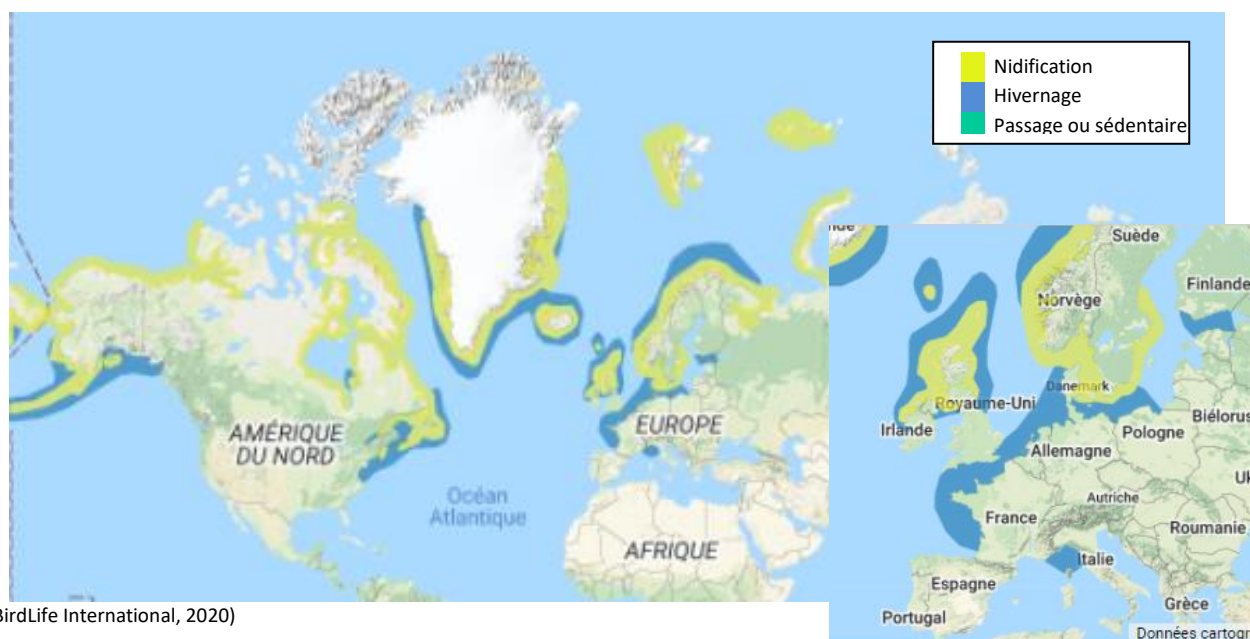 Nidification
Hivernage
Passage ou sédentaire
AMÉRIQUE
DU NORD
Océan
Atlantique
EUROPE
AFRIQUE
Suède
Finlande
Norvège
Danemark
Royaume-Uni
Irlande
Biélorus
Pologne
Allemagne
Uk
Autriche
France
Roumanie
Italie
Espagne
Grèce
Portugal
Données cartogr
BirdLife International, 2020)